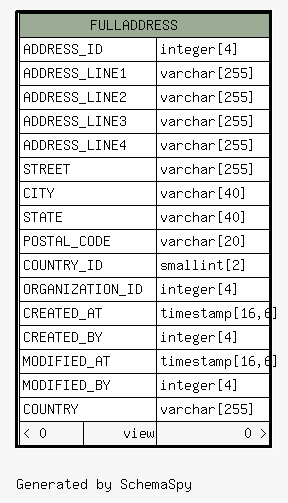 FULLADDRESS
ADDRESS_ID integer[4]
ADDRESS_LINE1 varchar[255]
ADDRESS_LINE2 varchar[255]
ADDRESS_LINE3 varchar[255]
ADDRESS_LINE4 varchar[255]
STREET varchar[255]
CITY varchar[40]
STATE varchar[40]
POSTAL_CODE varchar[20]
COUNTRY_ID smallint[2]
ORGANIZATION_ID integer[4]
CREATED_AT timestamp[16,6]
CREATED_BY integer[4]
MODIFIED_AT timestamp[16,6]
MODIFIED_BY integer[4]
COUNTRY varchar[255]
< 0 view 0 >
Generated by SchemaSpy